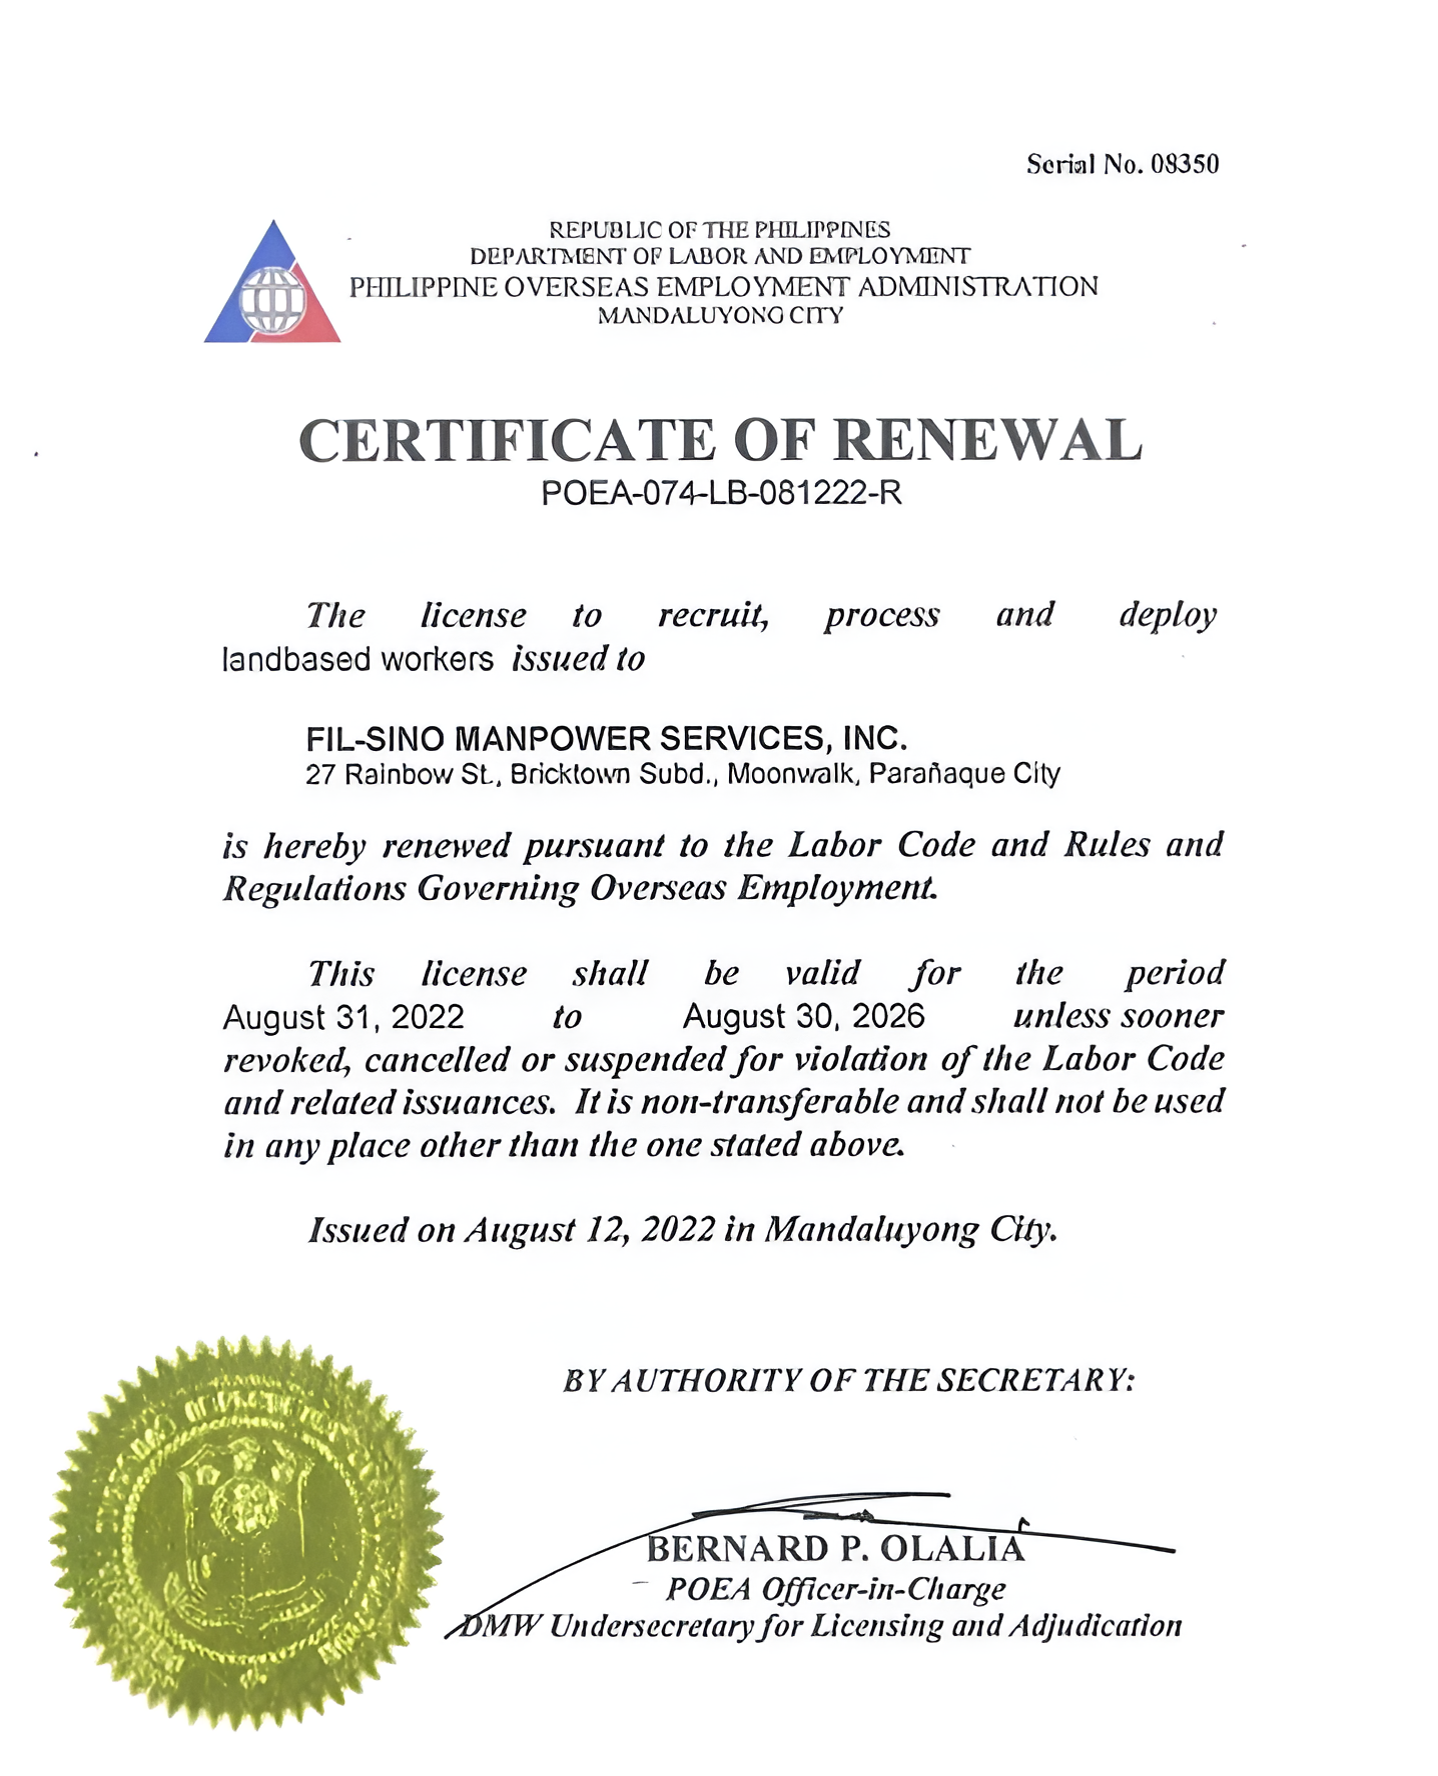 Serial No. 08350
REPUBLIC OF THE PHILIPPINES
DEPARTMENT OF LABOR AND EMPLOYMENT
PHILIPPINE OVERSEAS EMPLOYMENT ADMINISTRATION
MANDALUYONG CITY
CERTIFICATE OF RENEWAL
POEA-074-LB-081222-R
The license to recruit, process and deploy
landbased workers issued to
FIL-SINO MANPOWER SERVICES, INC.
27 Rainbow St., Bricktown Subd., Moonwalk, Parañaque City
is hereby renewed pursuant to the Labor Code and Rules and
Regulations Governing Overseas Employment.
This license shall be valid for the period
August 31, 2022 to August 30, 2026 unless sooner
revoked, cancelled or suspended for violation of the Labor Code
and related issuances. It is non-transferable and shall not be used
in any place other than the one stated above.
Issued on August 12, 2022 in Mandaluyong City.
BY AUTHORITY OF THE SECRETARY:
BERNARD P. OLALIA
POEA Officer-in-Charge
DMW Undersecretary for Licensing and Adjudication